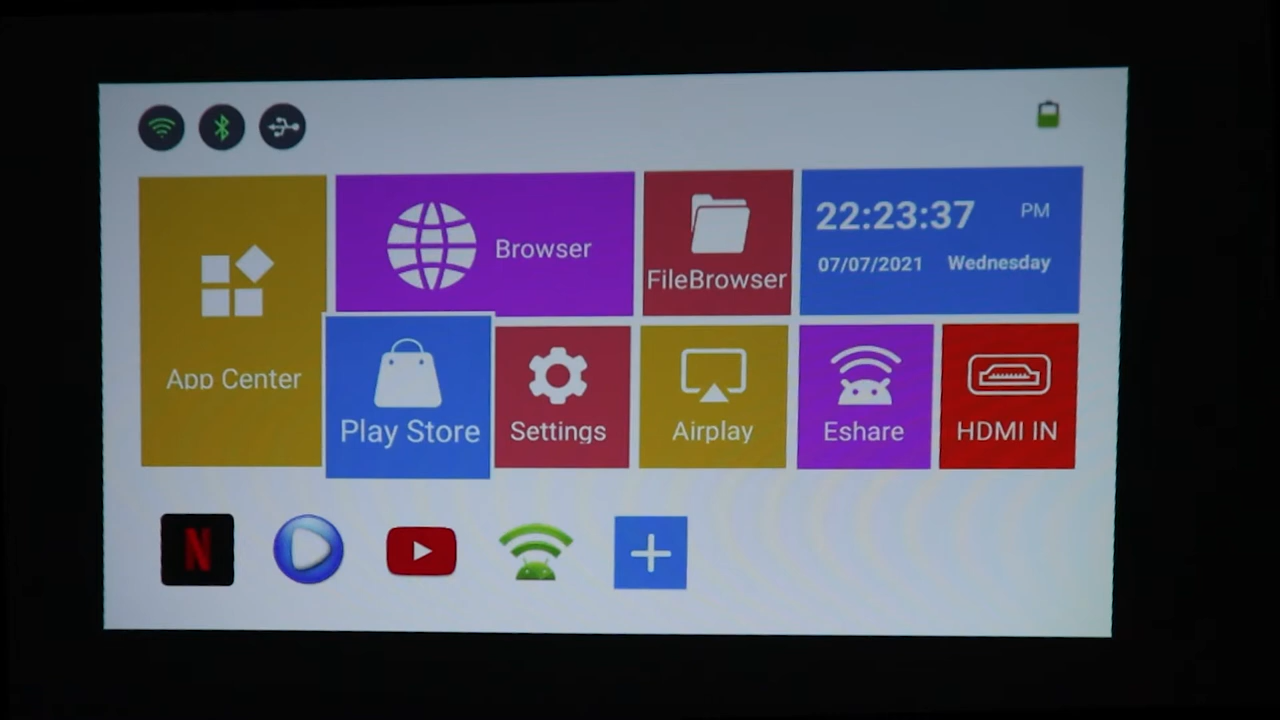 Browser
FileBrowser
22:23:37 PM
07/07/2021 Wednesday
App Center
Play Store
Settings
Airplay
Eshare
HDMI IN
N